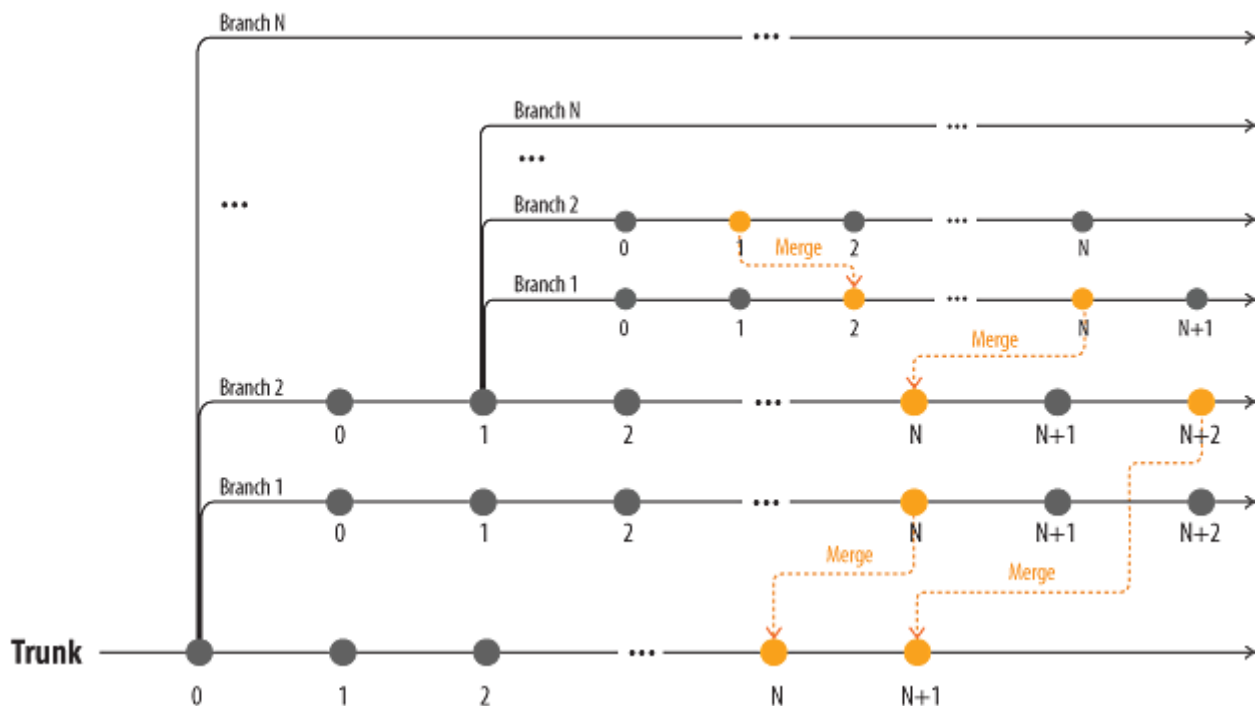 Branch N
...
Branch N
...
...
Branch 2
...
0 1 2 N
Merge
Branch 1
...
0 1 2 N N+1
Merge
Branch 2
...
0 1 2 N N+1 N+2
Branch 1
...
0 1 2 N N+1 N+2
Merge Merge
Trunk
...
0 1 2 N N+1